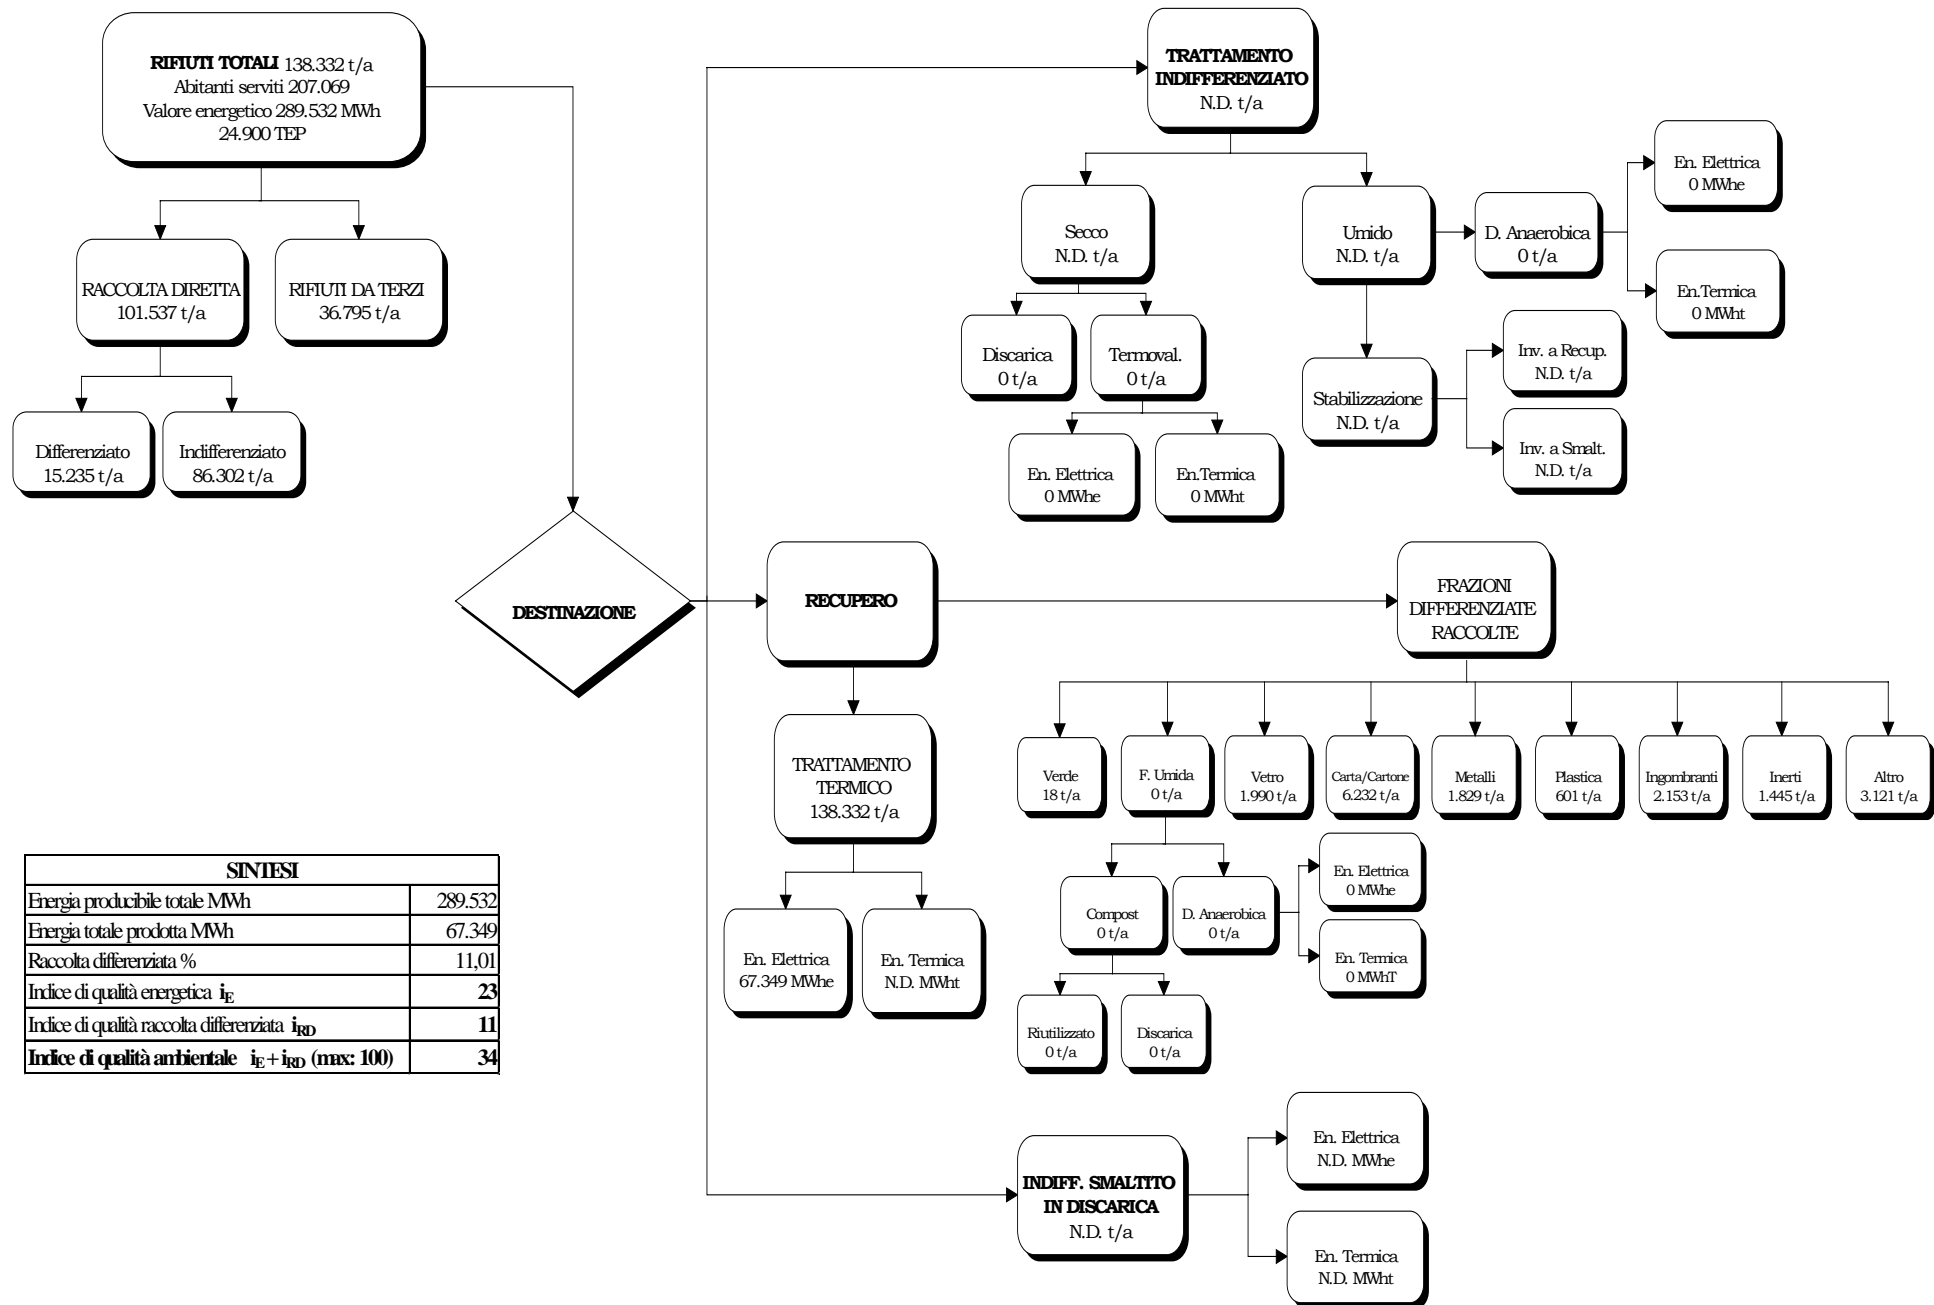 RIFIUTI TOTALI 138.332 t/a
Abitanti serviti 207.069
Valore energetico 289.532 MWh
24.900 TEP
RACCOLTA DIRETTA
101.537 t/a
RIFIUTI DA TERZI
36.795 t/a
Differenziato
15.235 t/a
Indifferenziato
86.302 t/a
DESTINAZIONE
TRATTAMENTO
INDIFFERENZIATO
N.D. t/a
Secco
N.D. t/a
Umido
N.D. t/a
D. Anaerobica
0 t/a
En. Elettrica
0 MWhe
En.Termica
0 MWht
Discarica
0 t/a
Termoval.
0 t/a
Stabilizzazione
N.D. t/a
Inv. a Recup.
N.D. t/a
Inv. a Smalt.
N.D. t/a
En. Elettrica
0 MWhe
En.Termica
0 MWht
RECUPERO
FRAZIONI
DIFFERENZIATE
RACCOLTE
TRATTAMENTO
TERMICO
138.332 t/a
En. Elettrica
67.349 MWhe
En. Termica
N.D. MWht
Verde
18 t/a
F. Umida
0 t/a
Vetro
1.990 t/a
Carta/Cartone
6.232 t/a
Metalli
1.829 t/a
Plastica
601 t/a
Ingombranti
2.153 t/a
Inerti
1.445 t/a
Altro
3.121 t/a
Compost
0 t/a
D. Anaerobica
0 t/a
En. Elettrica
0 MWhe
En. Termica
0 MWhT
Riutilizzato
0 t/a
Discarica
0 t/a
INDIFF. SMALTITO
IN DISCARICA
N.D. t/a
En. Elettrica
N.D. MWhe
En. Termica
N.D. MWht
SINTESI
Energia producibile totale MWh 289.532
Energia totale prodotta MWh 67.349
Raccolta differenziata % 11,01
Indice di qualità energetica iE 23
Indice di qualità raccolta differenziata iRD 11
Indice di qualità ambientale iE + iRD (max: 100) 34